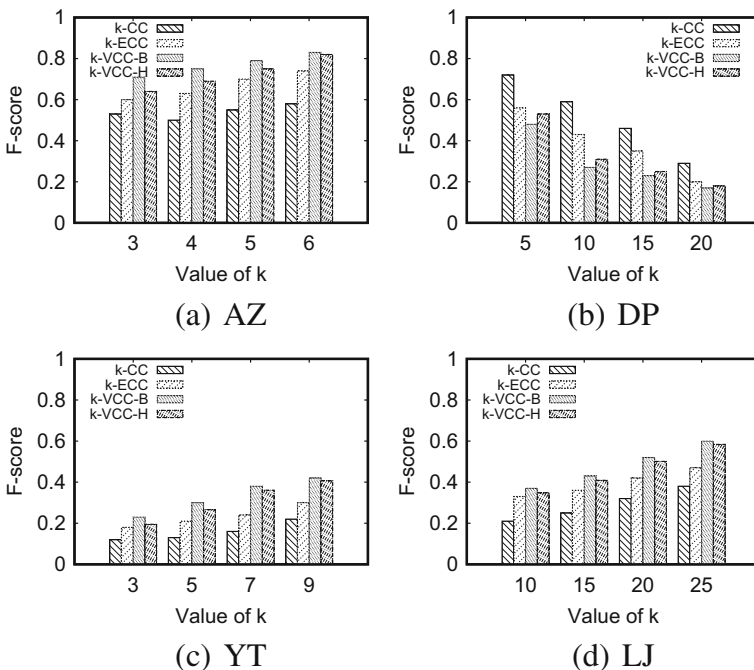 1
0.8
0.6
0.4
0.2
0
F-score
k-CC
k-ECC
k-VCC-B
k-VCC-H
3 4 5 6
Value of k
(a) AZ
1
0.8
0.6
0.4
0.2
0
F-score
k-CC
k-ECC
k-VCC-B
k-VCC-H
5 10 15 20
Value of k
(b) DP
1
0.8
0.6
0.4
0.2
0
F-score
k-CC
k-ECC
k-VCC-B
k-VCC-H
3 5 7 9
Value of k
(c) YT
1
0.8
0.6
0.4
0.2
0
F-score
k-CC
k-ECC
k-VCC-B
k-VCC-H
10 15 20 25
Value of k
(d) LJ